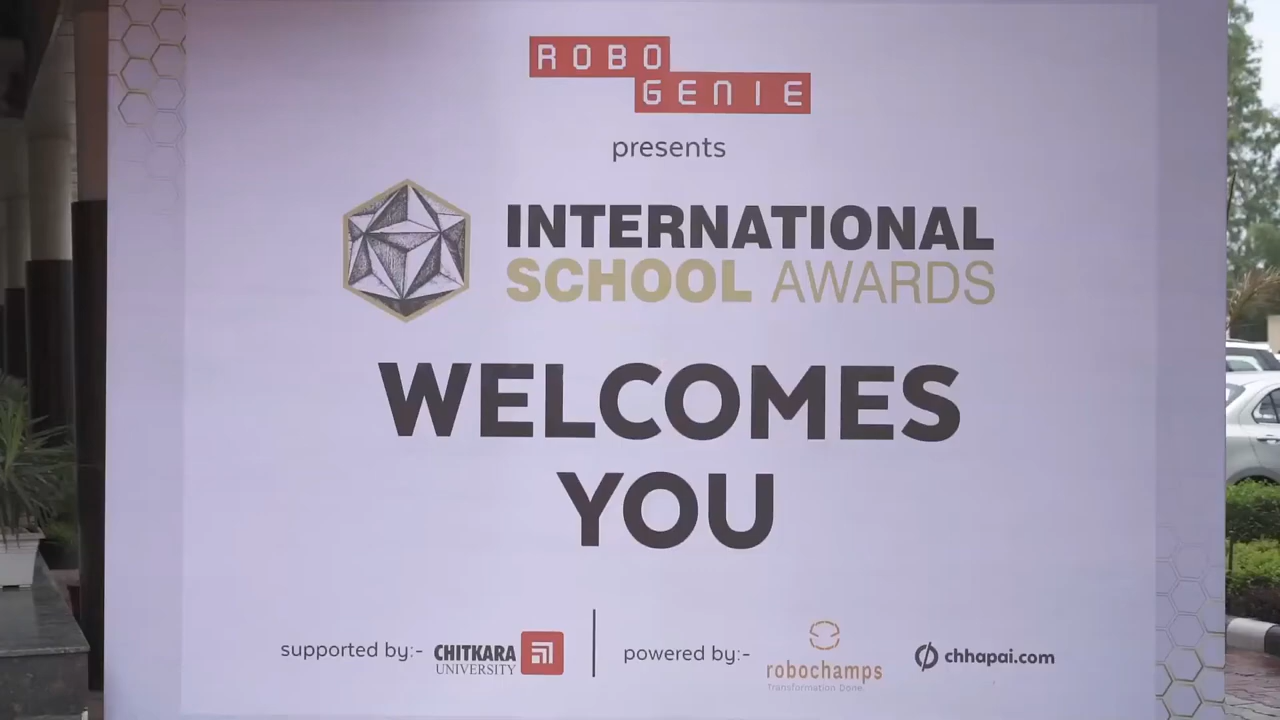 ROBO
GENIE
presents
INTERNATIONAL
SCHOOL AWARDS
WELCOMES
YOU
supported by:- CHITKARA UNIVERSITY powered by:- robochamps chhapai.com
Transformation Done.